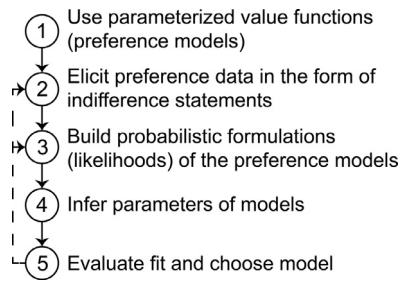 1 Use parameterized value functions
(preference models)
2 Elicit preference data in the form of
indifference statements
3 Build probabilistic formulations
(likelihoods) of the preference models
4 Infer parameters of models
5 Evaluate fit and choose model